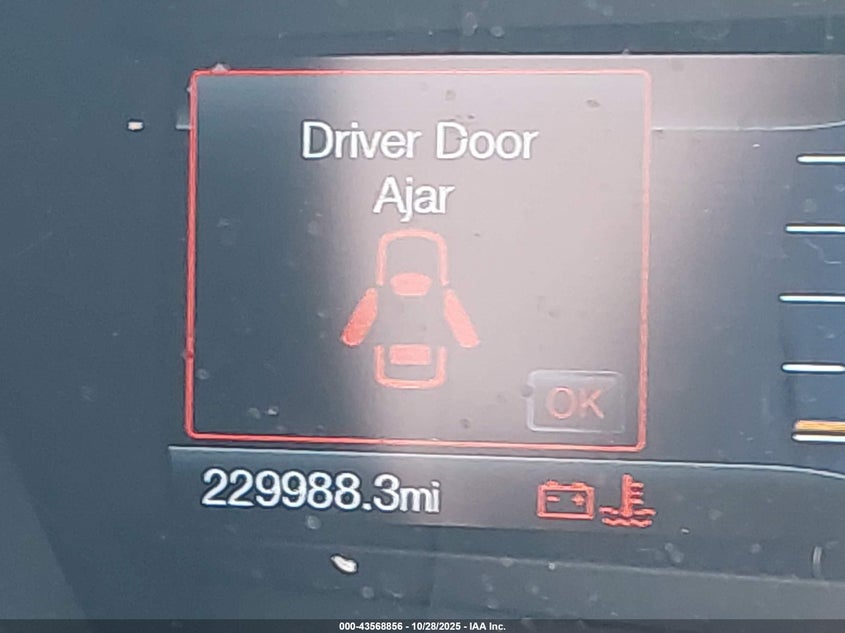 Driver Door
Ajar
OK
229988.3mi
000-43568856 - 10/28/2025 - IAA Inc.